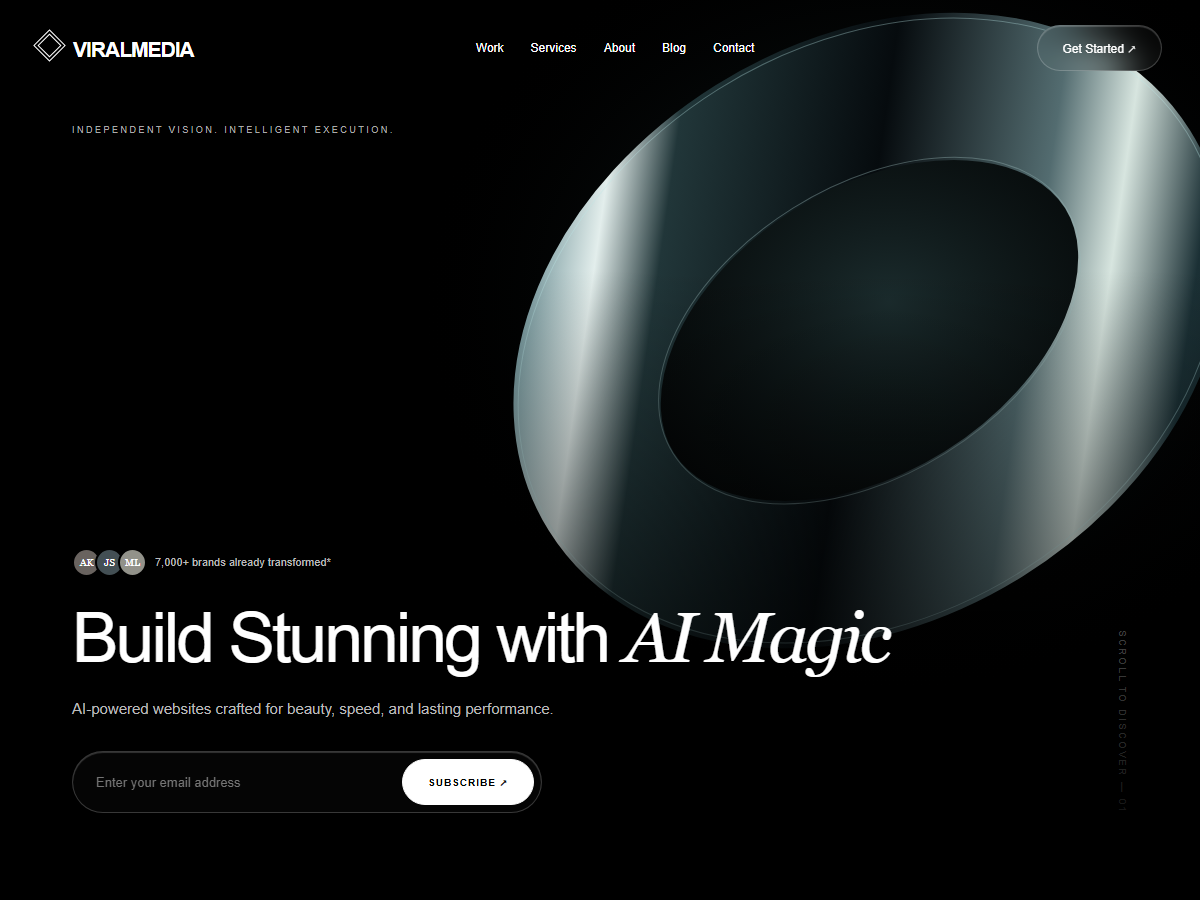 VIRALMEDIA
Work Services About Blog Contact
Get Started ↗
INDEPENDENT VISION. INTELLIGENT EXECUTION.
AK JS ML 7,000+ brands already transformed*
Build Stunning with AI Magic
AI-powered websites crafted for beauty, speed, and lasting performance.
Enter your email address
SUBSCRIBE ↗
SCROLL TO DISCOVER — 01